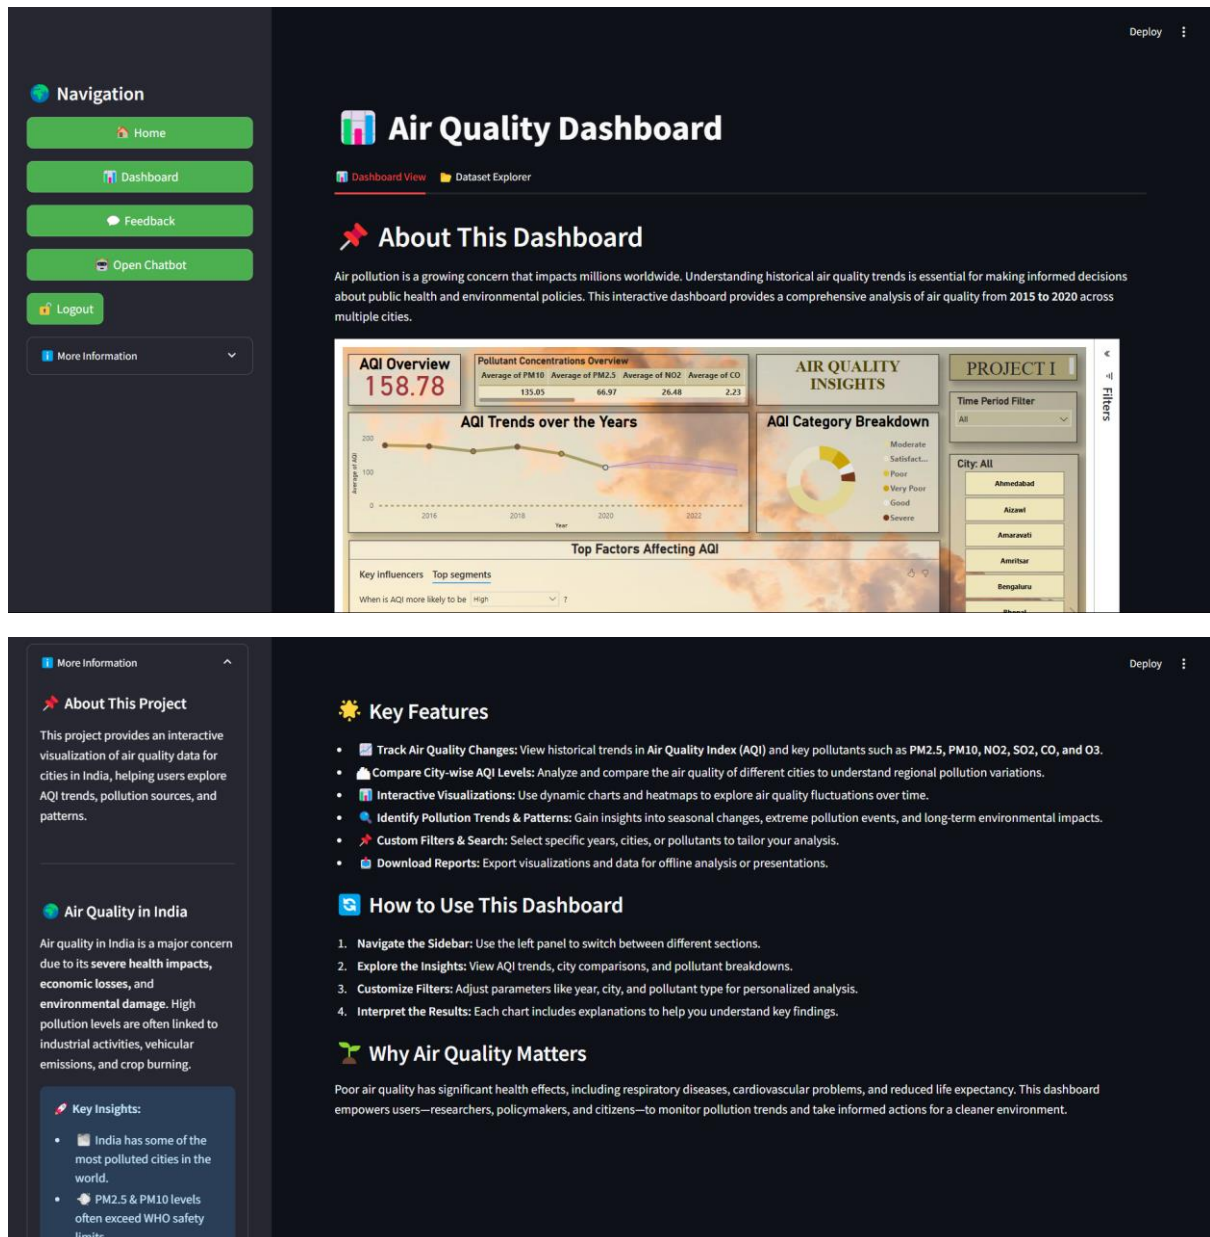 Deploy
Navigation
Home
Dashboard
Feedback
Open Chatbot
Logout
More Information
Air Quality Dashboard
Dashboard View
Dataset Explorer
About This Dashboard
Air pollution is a growing concern that impacts millions worldwide. Understanding historical air quality trends is essential for making informed decisions
about public health and environmental policies. This interactive dashboard provides a comprehensive analysis of air quality from 2015 to 2020 across
multiple cities.
AQI Overview
158.78
Pollutant Concentrations Overview
Average of PM10 Average of PM2.5 Average of NO2 Average of CO
135.05 66.97 26.48 2.23
AIR QUALITY
INSIGHTS
PROJECT I
Time Period Filter
All
Filters
AQI Trends over the Years
Average of AQI
200
100
0
2016 2018 2020 2022
Year
AQI Category Breakdown
Moderate
Satisfact...
Poor
Very Poor
Good
Severe
City: All
Ahmedabad
Aizawl
Amaravati
Amritsar
Bengaluru
Top Factors Affecting AQI
Key influencers Top segments
When is AQI more likely to be High ?
More Information
About This Project
This project provides an interactive
visualization of air quality data for
cities in India, helping users explore
AQI trends, pollution sources, and
patterns.
Air Quality in India
Air quality in India is a major concern
due to its severe health impacts,
economic losses, and
environmental damage. High
pollution levels are often linked to
industrial activities, vehicular
emissions, and crop burning.
Key Insights:
India has some of the
most polluted cities in the
world.
PM2.5 & PM10 levels
often exceed WHO safety
limits
Deploy
Key Features
Track Air Quality Changes: View historical trends in Air Quality Index (AQI) and key pollutants such as PM2.5, PM10, NO2, SO2, CO, and O3.
Compare City-wise AQI Levels: Analyze and compare the air quality of different cities to understand regional pollution variations.
Interactive Visualizations: Use dynamic charts and heatmaps to explore air quality fluctuations over time.
Identify Pollution Trends & Patterns: Gain insights into seasonal changes, extreme pollution events, and long-term environmental impacts.
Custom Filters & Search: Select specific years, cities, or pollutants to tailor your analysis.
Download Reports: Export visualizations and data for offline analysis or presentations.
How to Use This Dashboard
1. Navigate the Sidebar: Use the left panel to switch between different sections.
2. Explore the Insights: View AQI trends, city comparisons, and pollutant breakdowns.
3. Customize Filters: Adjust parameters like year, city, and pollutant type for personalized analysis.
4. Interpret the Results: Each chart includes explanations to help you understand key findings.
Why Air Quality Matters
Poor air quality has significant health effects, including respiratory diseases, cardiovascular problems, and reduced life expectancy. This dashboard
empowers users—researchers, policymakers, and citizens—to monitor pollution trends and take informed actions for a cleaner environment.